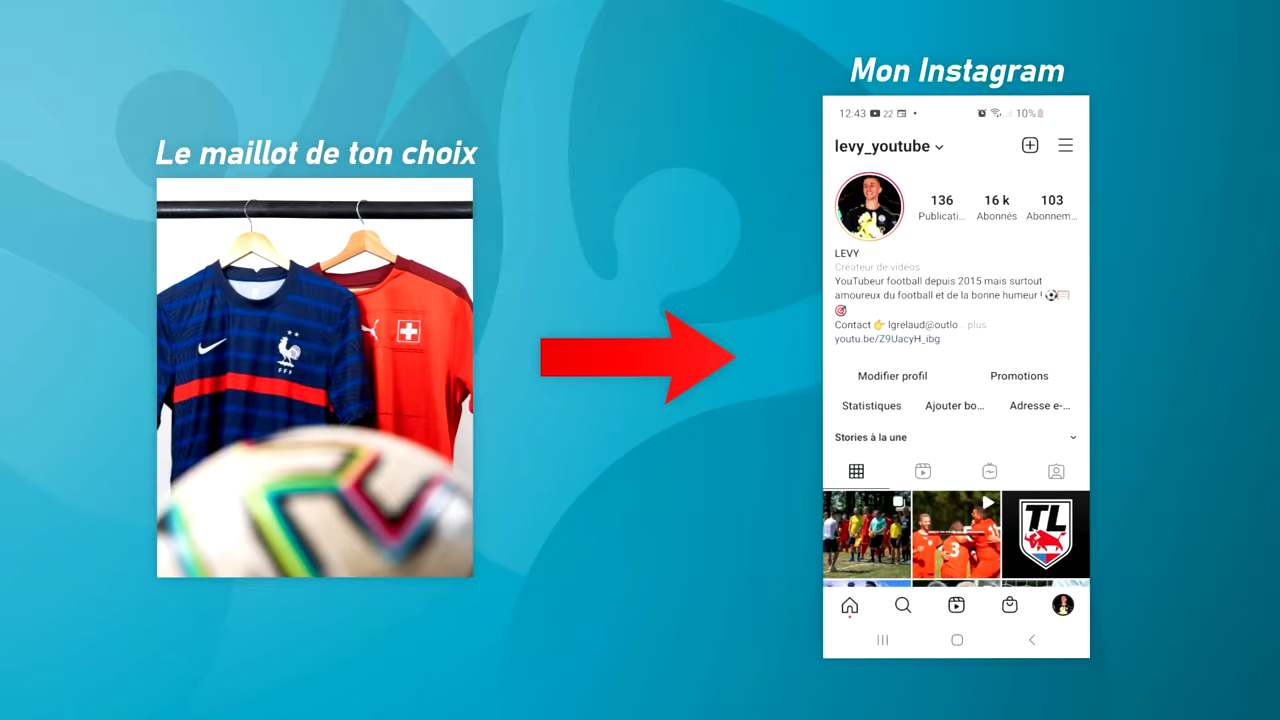 Le maillot de ton choix
FFF
Mon Instagram
12:43 22 10%
levy_youtube
136 16 k 103
Publicati... Abonnés Abonnem...
LEVY
Créateur de vidéos
YouTubeur football depuis 2015 mais surtout
amoureux du football et de la bonne humeur !
Contact 👉 lgrelaud@outlo... plus
youtu.be/Z9UacyH_ibg
Modifier profil Promotions
Statistiques Ajouter bo... Adresse e-...
Stories à la une
3
TL